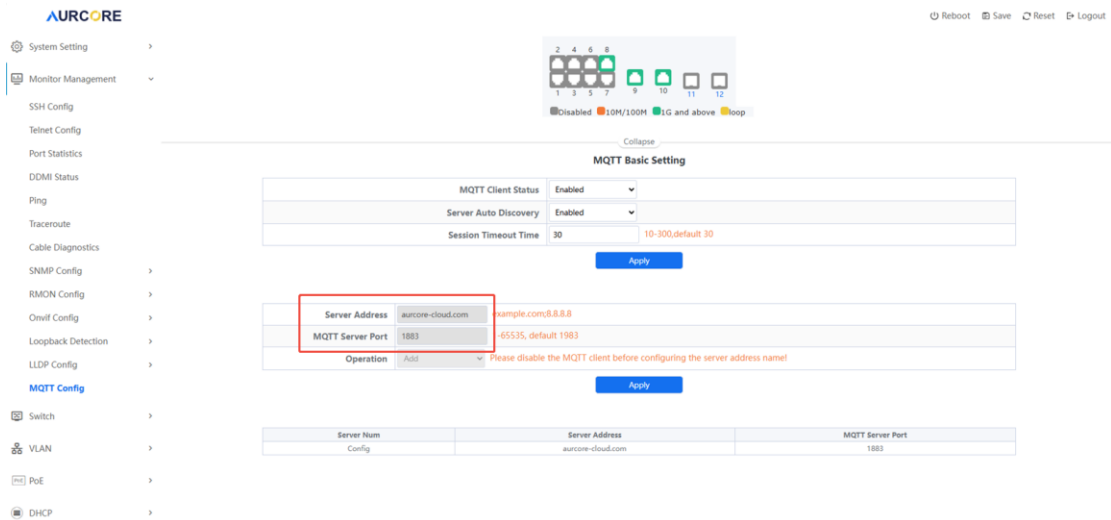 AURCORE
Reboot Save Reset Logout
System Setting
Monitor Management
SSH Config
Telnet Config
Port Statistics
DDMI Status
Ping
Traceroute
Cable Diagnostics
SNMP Config
RMON Config
Onvif Config
Loopback Detection
LLDP Config
MQTT Config
Switch
VLAN
PoE PoE
DHCP
2 4 6 8
1 3 5 7 9 10 11 12
Disabled 10M/100M 1G and above loop
Collapse
MQTT Basic Setting
MQTT Client Status Enabled
Server Auto Discovery Enabled
Session Timeout Time 30 10-300,default 30
Apply
Server Address aurcore-cloud.com example.com;8.8.8.8
MQTT Server Port 1883 -65535, default 1983
Operation Add Please disable the MQTT client before configuring the server address name!
Apply
Server Num Server Address MQTT Server Port
Config aurcore-cloud.com 1883